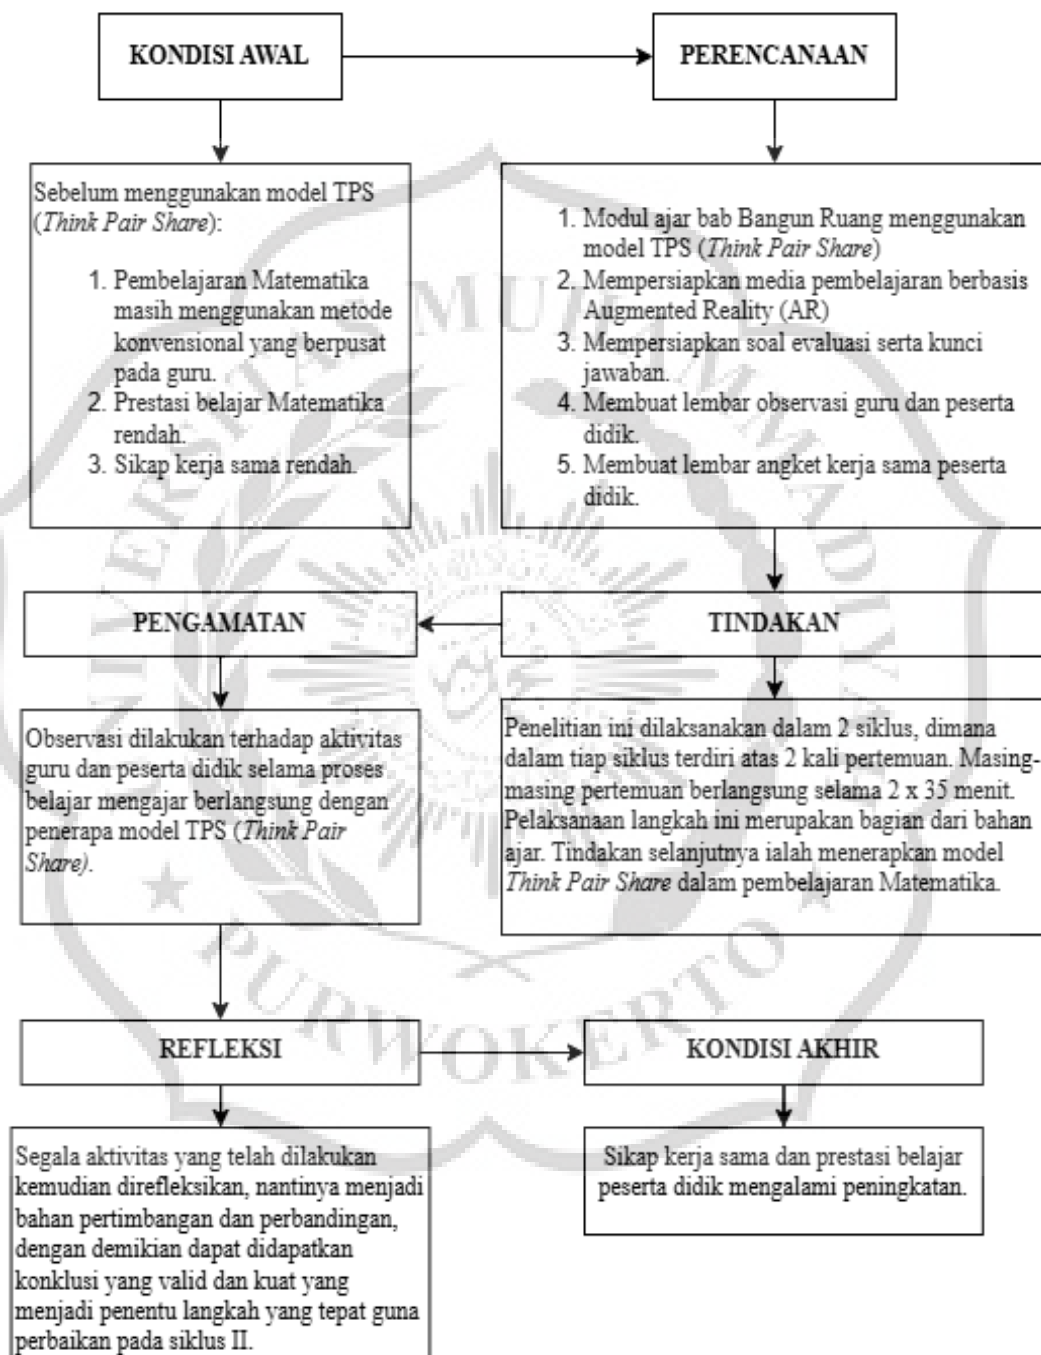 KONDISI AWAL
PERENCANAAN
Sebelum menggunakan model TPS
(Think Pair Share):
1. Pembelajaran Matematika
masih menggunakan metode
konvensional yang berpusat
pada guru.
2. Prestasi belajar Matematika
rendah.
3. Sikap kerja sama rendah.
1. Modul ajar bab Bangun Ruang menggunakan
model TPS (Think Pair Share)
2. Mempersiapkan media pembelajaran berbasis
Augmented Reality (AR)
3. Mempersiapkan soal evaluasi serta kunci
jawaban.
4. Membuat lembar observasi guru dan peserta
didik.
5. Membuat lembar angket kerja sama peserta
didik.
PENGAMATAN
TINDAKAN
Observasi dilakukan terhadap aktivitas
guru dan peserta didik selama proses
belajar mengajar berlangsung dengan
penerapa model TPS (Think Pair
Share).
Penelitian ini dilaksanakan dalam 2 siklus, dimana
dalam tiap siklus terdiri atas 2 kali pertemuan. Masing-
masing pertemuan berlangsung selama 2 x 35 menit.
Pelaksanaan langkah ini merupakan bagian dari bahan
ajar. Tindakan selanjutnya ialah menerapkan model
Think Pair Share dalam pembelajaran Matematika.
REFLEKSI
KONDISI AKHIR
Segala aktivitas yang telah dilakukan
kemudian direfleksikan, nantinya menjadi
bahan pertimbangan dan perbandingan,
dengan demikian dapat didapatkan
konklusi yang valid dan kuat yang
menjadi penentu langkah yang tepat guna
perbaikan pada siklus II.
Sikap kerja sama dan prestasi belajar
peserta didik mengalami peningkatan.
UNIVERSITAS MUHAMMADIYAH
PURWOKERTO